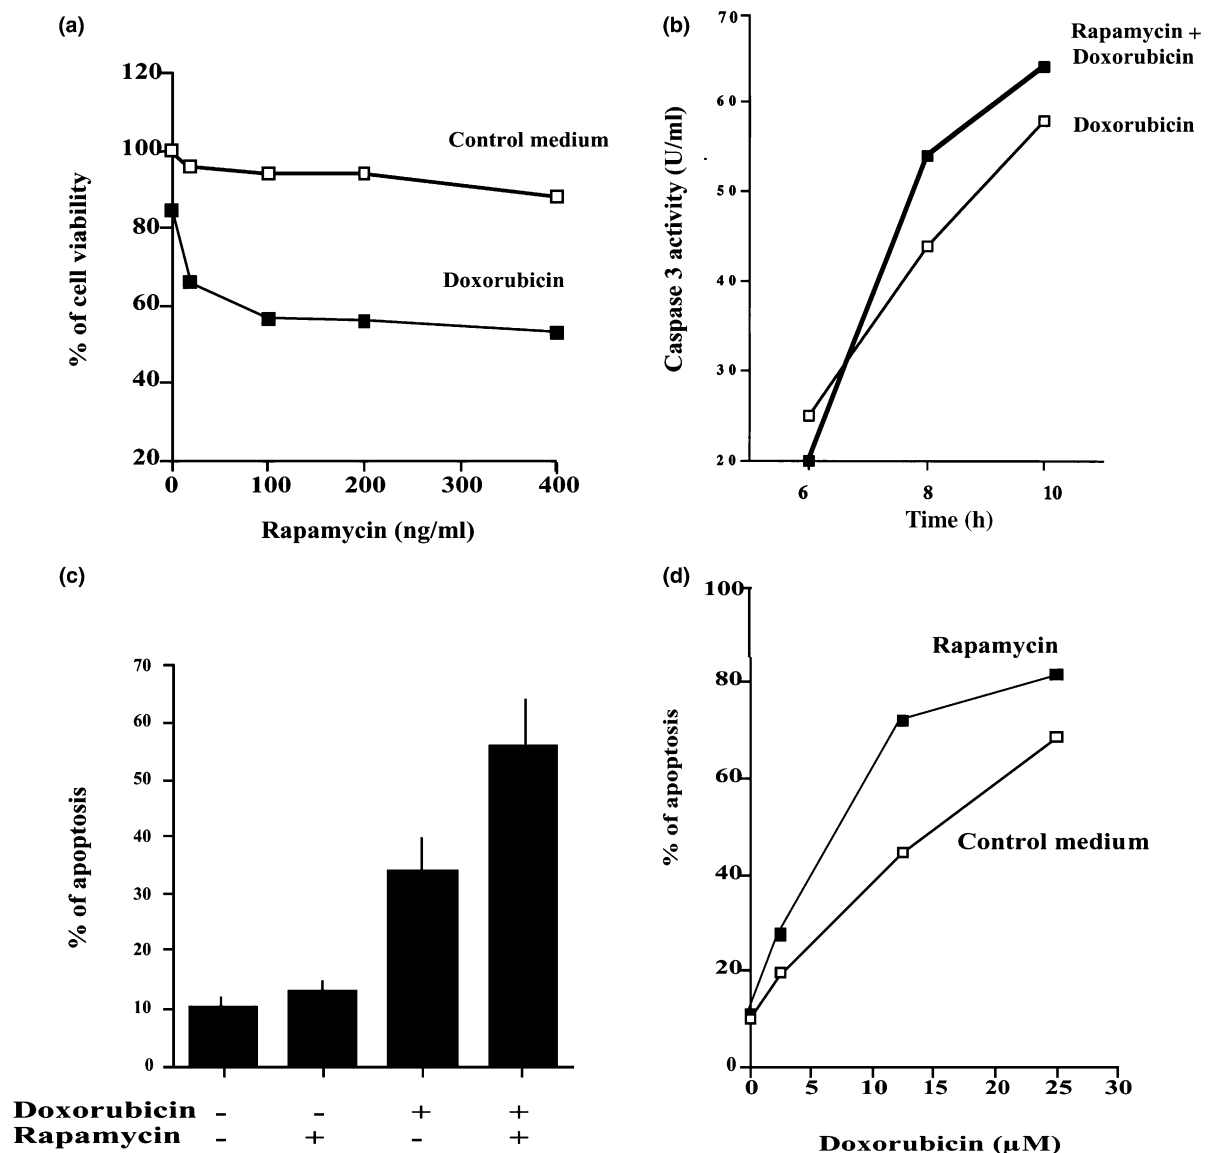 (a)
120
100
80
60
40
20
% of cell viability
Control medium
Doxorubicin
0 100 200 300 400
Rapamycin (ng/ml)
(b)
70
60
50
40
30
20
Caspase 3 activity (U/ml)
Rapamycin +
Doxorubicin
Doxorubicin
6 8 10
Time (h)
(c)
70
60
50
40
30
20
10
0
% of apoptosis
Doxorubicin - - + +
Rapamycin - + - +
(d)
100
80
60
40
20
0
% of apoptosis
Rapamycin
Control medium
0 5 10 15 20 25 30
Doxorubicin (μM)